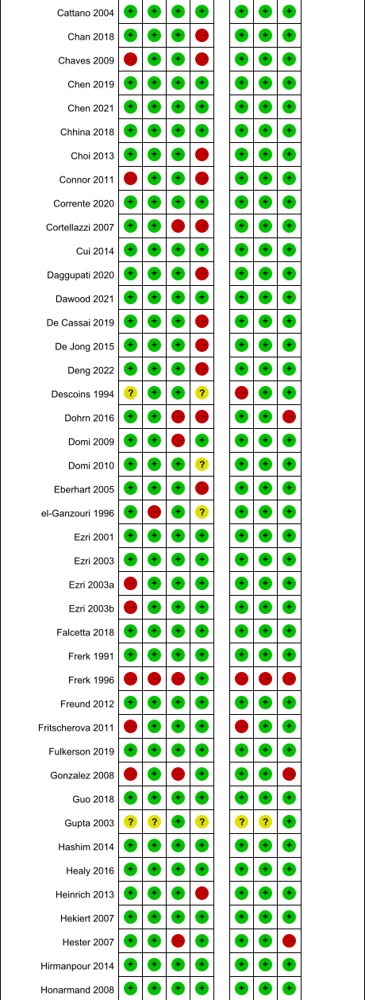 Cattano 2004 + + + + + + +
Chan 2018 + + + - + + +
Chaves 2009 - + + - + + +
Chen 2019 + + + + + + +
Chen 2021 + + + + + + +
Chhina 2018 + + + + + + +
Choi 2013 + + + - + + +
Connor 2011 - + + - + + +
Corrente 2020 + + + + + + +
Cortellazzi 2007 + + - - + + +
Cui 2014 + + + + + + +
Daggupati 2020 + + + - + + +
Dawood 2021 + + + + + + +
De Cassai 2019 + + + - + + +
De Jong 2015 + + + - + + +
Deng 2022 + + + - + + +
Descoins 1994 ? + + ? - + +
Dohrn 2016 + + - - + + -
Domi 2009 + + - + + + +
Domi 2010 + + + ? + + +
Eberhart 2005 + + + - + + +
el-Ganzouri 1996 + - + ? + + +
Ezri 2001 + + + + + + +
Ezri 2003 + + + + + + +
Ezri 2003a - + + + + + +
Ezri 2003b - + + + + + +
Falcetta 2018 + + + + + + +
Frerk 1991 + + + + + + +
Frerk 1996 - - - + - - -
Freund 2012 + + + + + + +
Fritscherova 2011 - + + + - + +
Fulkerson 2019 + + + + + + +
Gonzalez 2008 - + - + + + -
Guo 2018 + + + + + + +
Gupta 2003 ? ? + ? ? ? +
Hashim 2014 + + + + + + +
Healy 2016 + + + + + + +
Heinrich 2013 + + + - + + +
Hekiert 2007 + + + + + + +
Hester 2007 + + - + + + -
Hirmanpour 2014 + + + + + + +
Honarmand 2008 + + + + + + +